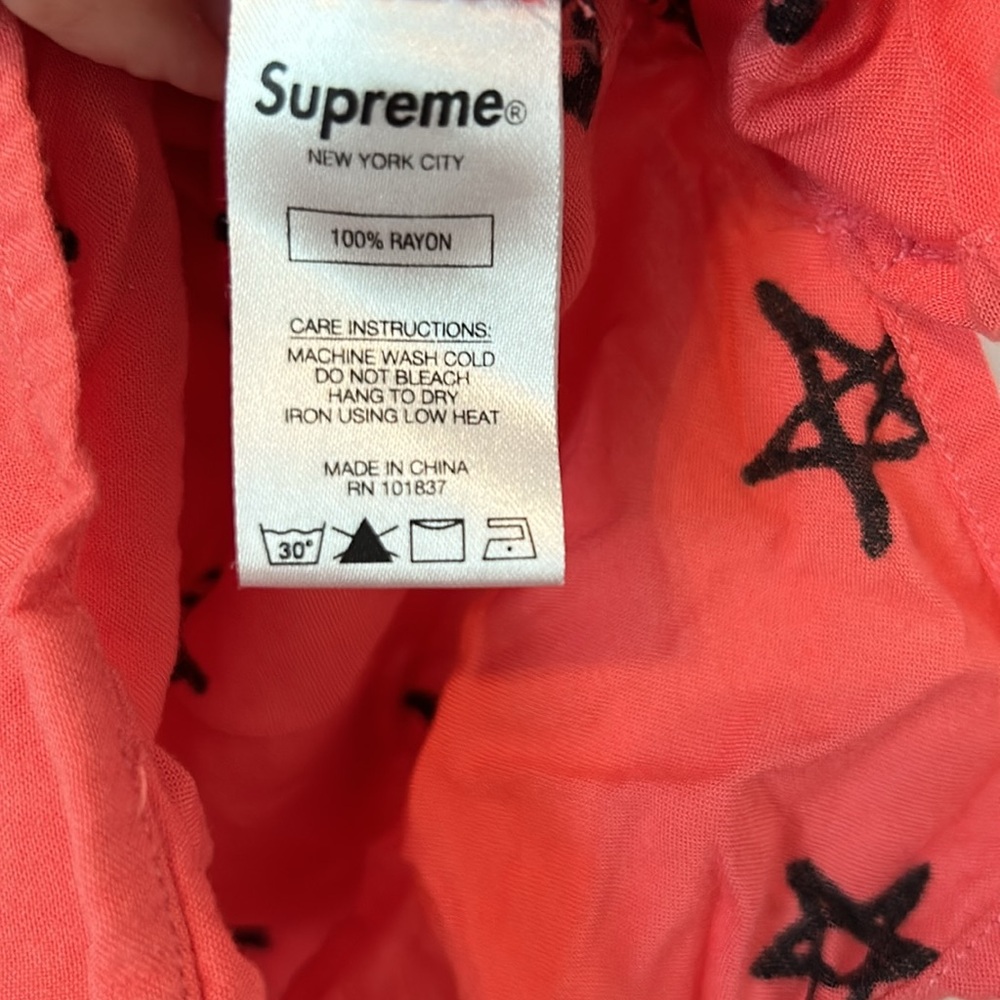 Supreme®
NEW YORK CITY
100% RAYON
CARE INSTRUCTIONS:
MACHINE WASH COLD
DO NOT BLEACH
HANG TO DRY
IRON USING LOW HEAT
MADE IN CHINA
RN 101837
30°